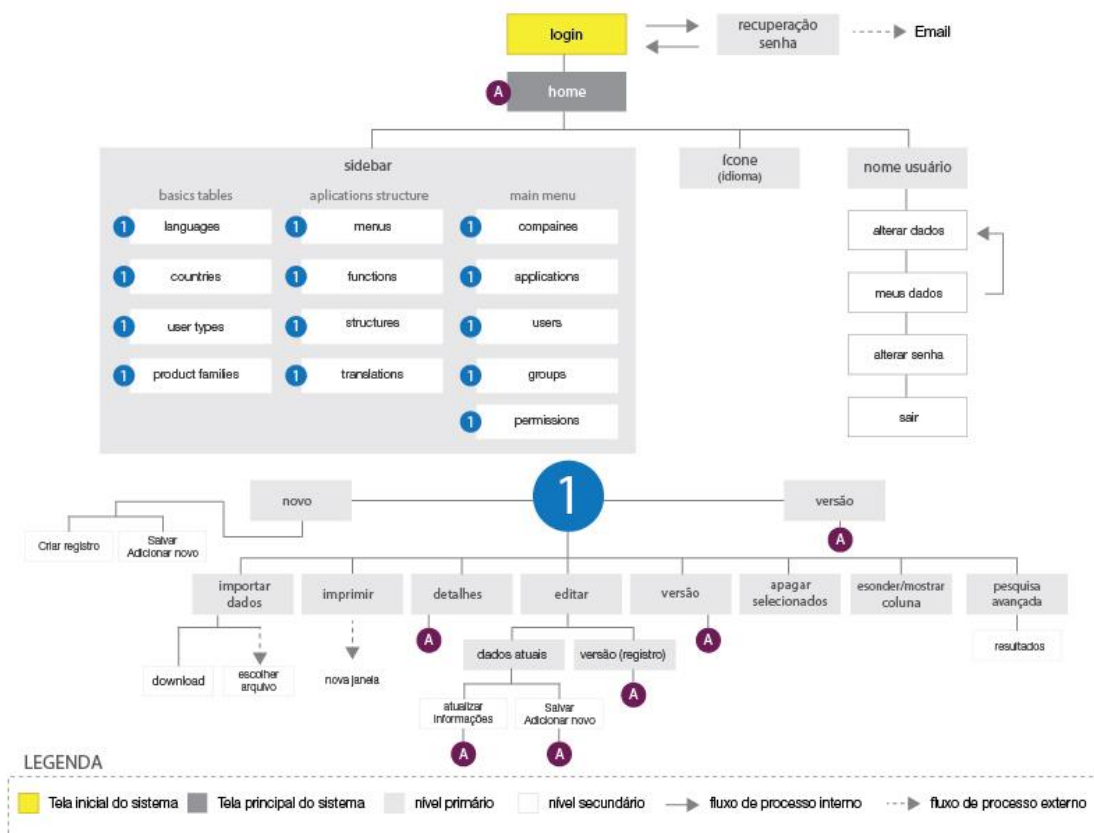 login
recuperação
senha
Email
A
home
sidebar
Ícone
(idioma)
nome usuário
basics tables
aplications structure
main menu
1
languages
1
menus
1
compaines
alterar dados
1
countries
1
functions
1
applications
meus dados
1
user types
1
structures
1
users
alterar senha
1
product families
1
translations
1
groups
sair
1
permissions
1
novo
versão
A
Criar registro
Salvar
Adicionar novo
importar
dados
imprimir
detalhes
editar
versão
apagar
selecionados
esonder/mostrar
coluna
pesquisa
avançada
A
A
resultados
download
escolher
arquivo
nova janela
dados atuais
versão (registro)
A
atualizar
informações
Salvar
Adicionar novo
A
A
LEGENDA
Tela inicial do sistema
Tela principal do sistema
nível primário
nível secundário
fluxo de processo interno
fluxo de processo externo